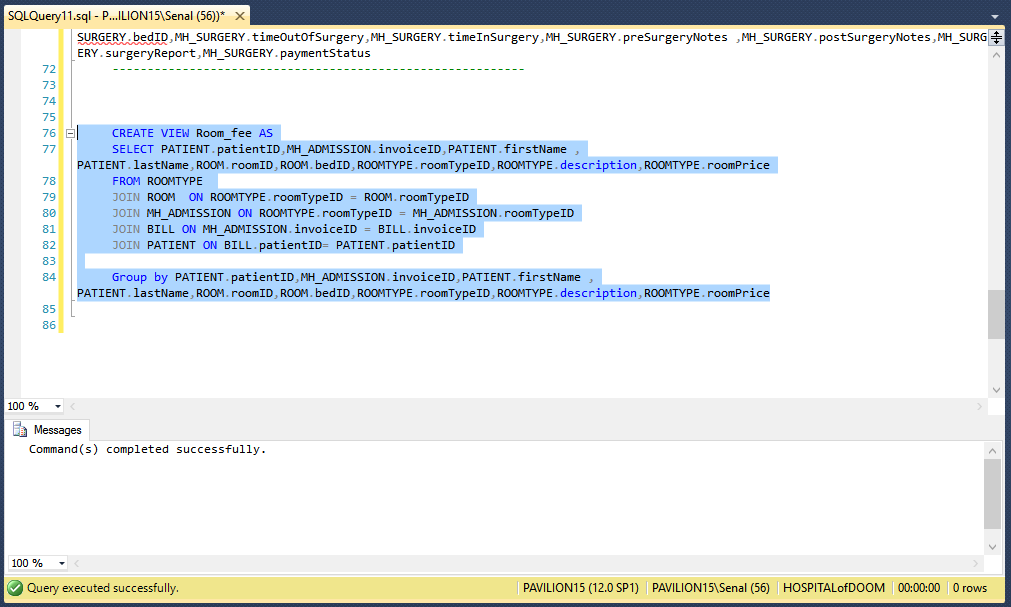 SQLQuery11.sql - P...ILION15\Senal (56))*
SURGERY.bedID,MH_SURGERY.timeOutOfSurgery,MH_SURGERY.timeInSurgery,MH_SURGERY.preSurgeryNotes ,MH_SURGERY.postSurgeryNotes,MH_SURG
ERY.surgeryReport,MH_SURGERY.paymentStatus
72 -----------------------------------------------------------
73
74
75
76 CREATE VIEW Room_fee AS
77 SELECT PATIENT.patientID,MH_ADMISSION.invoiceID,PATIENT.firstName ,
PATIENT.lastName,ROOM.roomID,ROOM.bedID,ROOMTYPE.roomTypeID,ROOMTYPE.description,ROOMTYPE.roomPrice
78 FROM ROOMTYPE
79 JOIN ROOM  ON ROOMTYPE.roomTypeID = ROOM.roomTypeID
80 JOIN MH_ADMISSION ON ROOMTYPE.roomTypeID = MH_ADMISSION.roomTypeID
81 JOIN BILL ON MH_ADMISSION.invoiceID = BILL.invoiceID
82 JOIN PATIENT ON BILL.patientID= PATIENT.patientID
83
84 Group by PATIENT.patientID,MH_ADMISSION.invoiceID,PATIENT.firstName ,
PATIENT.lastName,ROOM.roomID,ROOM.bedID,ROOMTYPE.roomTypeID,ROOMTYPE.description,ROOMTYPE.roomPrice
85
86
100 %
Messages
Command(s) completed successfully.
100 %
Query executed successfully. PAVILION15 (12.0 SP1) PAVILION15\Senal (56) HOSPITALofDOOM 00:00:00 0 rows